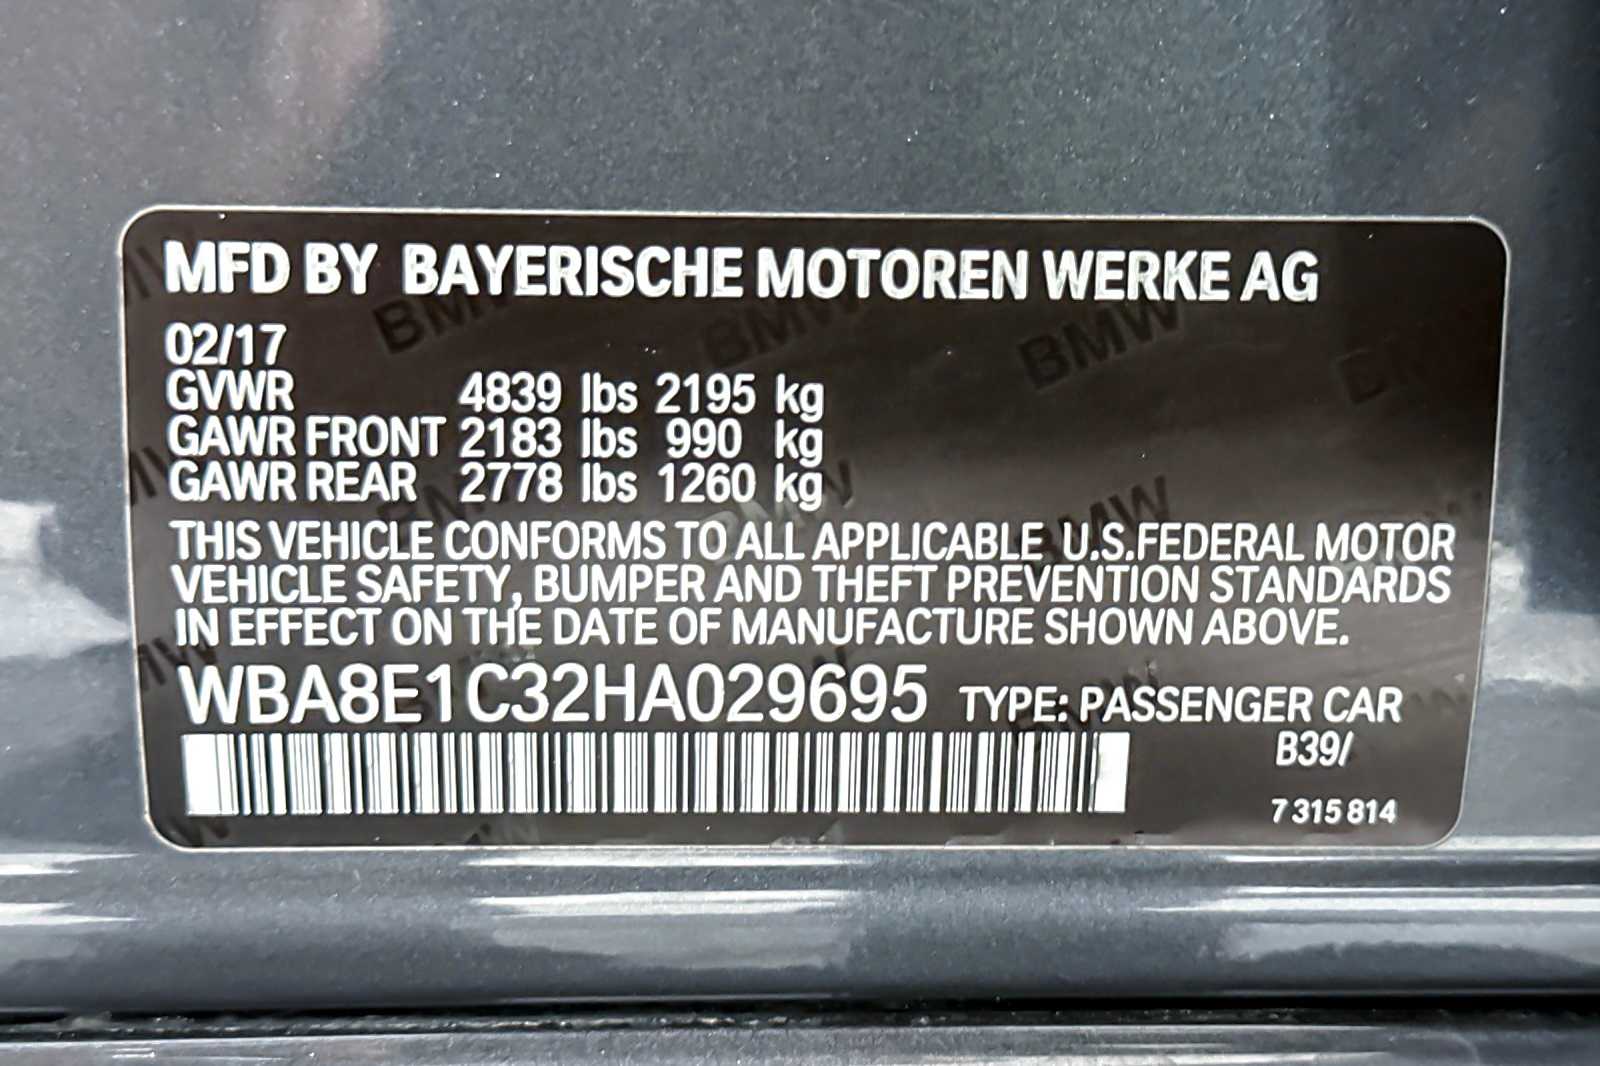 MFD BY BAYERISCHE MOTOREN WERKE AG
02/17
GVWR 4839 lbs 2195 kg
GAWR FRONT 2183 lbs 990 kg
GAWR REAR 2778 lbs 1260 kg
THIS VEHICLE CONFORMS TO ALL APPLICABLE U.S.FEDERAL MOTOR
VEHICLE SAFETY, BUMPER AND THEFT PREVENTION STANDARDS
IN EFFECT ON THE DATE OF MANUFACTURE SHOWN ABOVE.
WBA8E1C32HA029695 TYPE: PASSENGER CAR
B39/
7 315 814